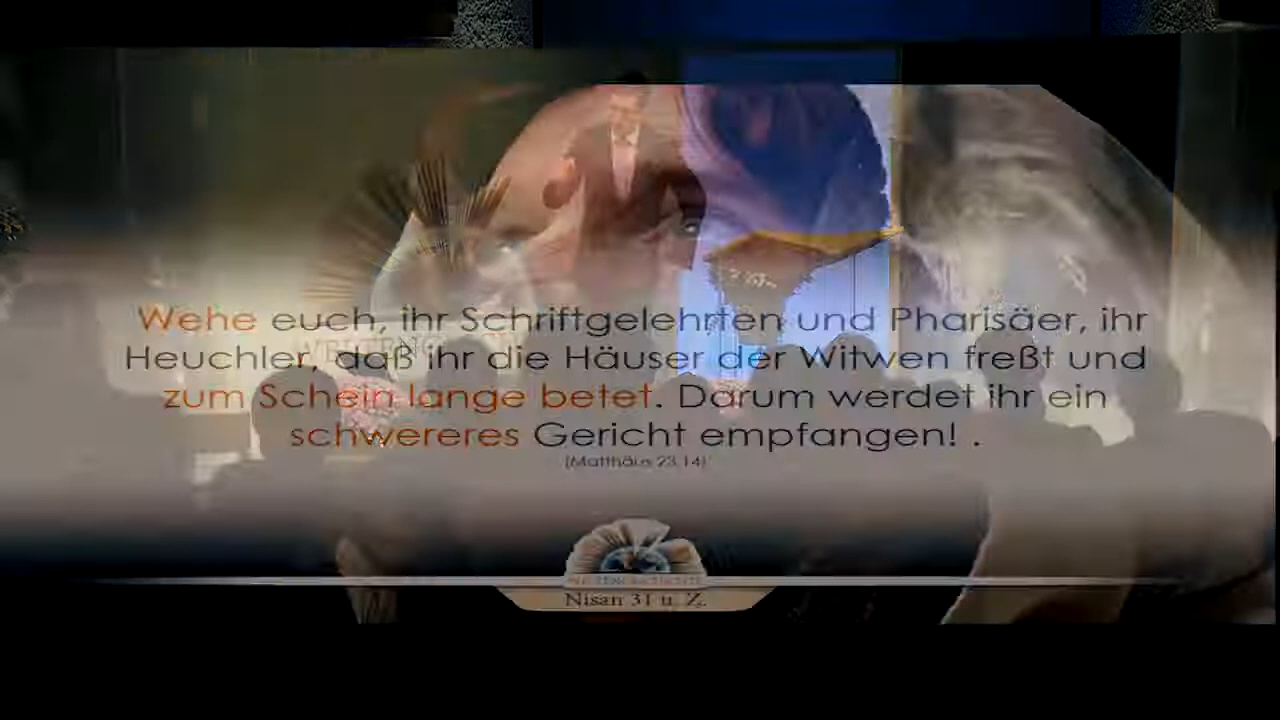 Wehe euch, ihr Schriftgelehrten und Pharisäer, ihr
Heuchler, daß ihr die Häuser der Witwen freßt und
zum Schein lange betet. Darum werdet ihr ein
schwereres Gericht empfangen! .
(Matthäus 23,14)
Nisan 31 u. Z.